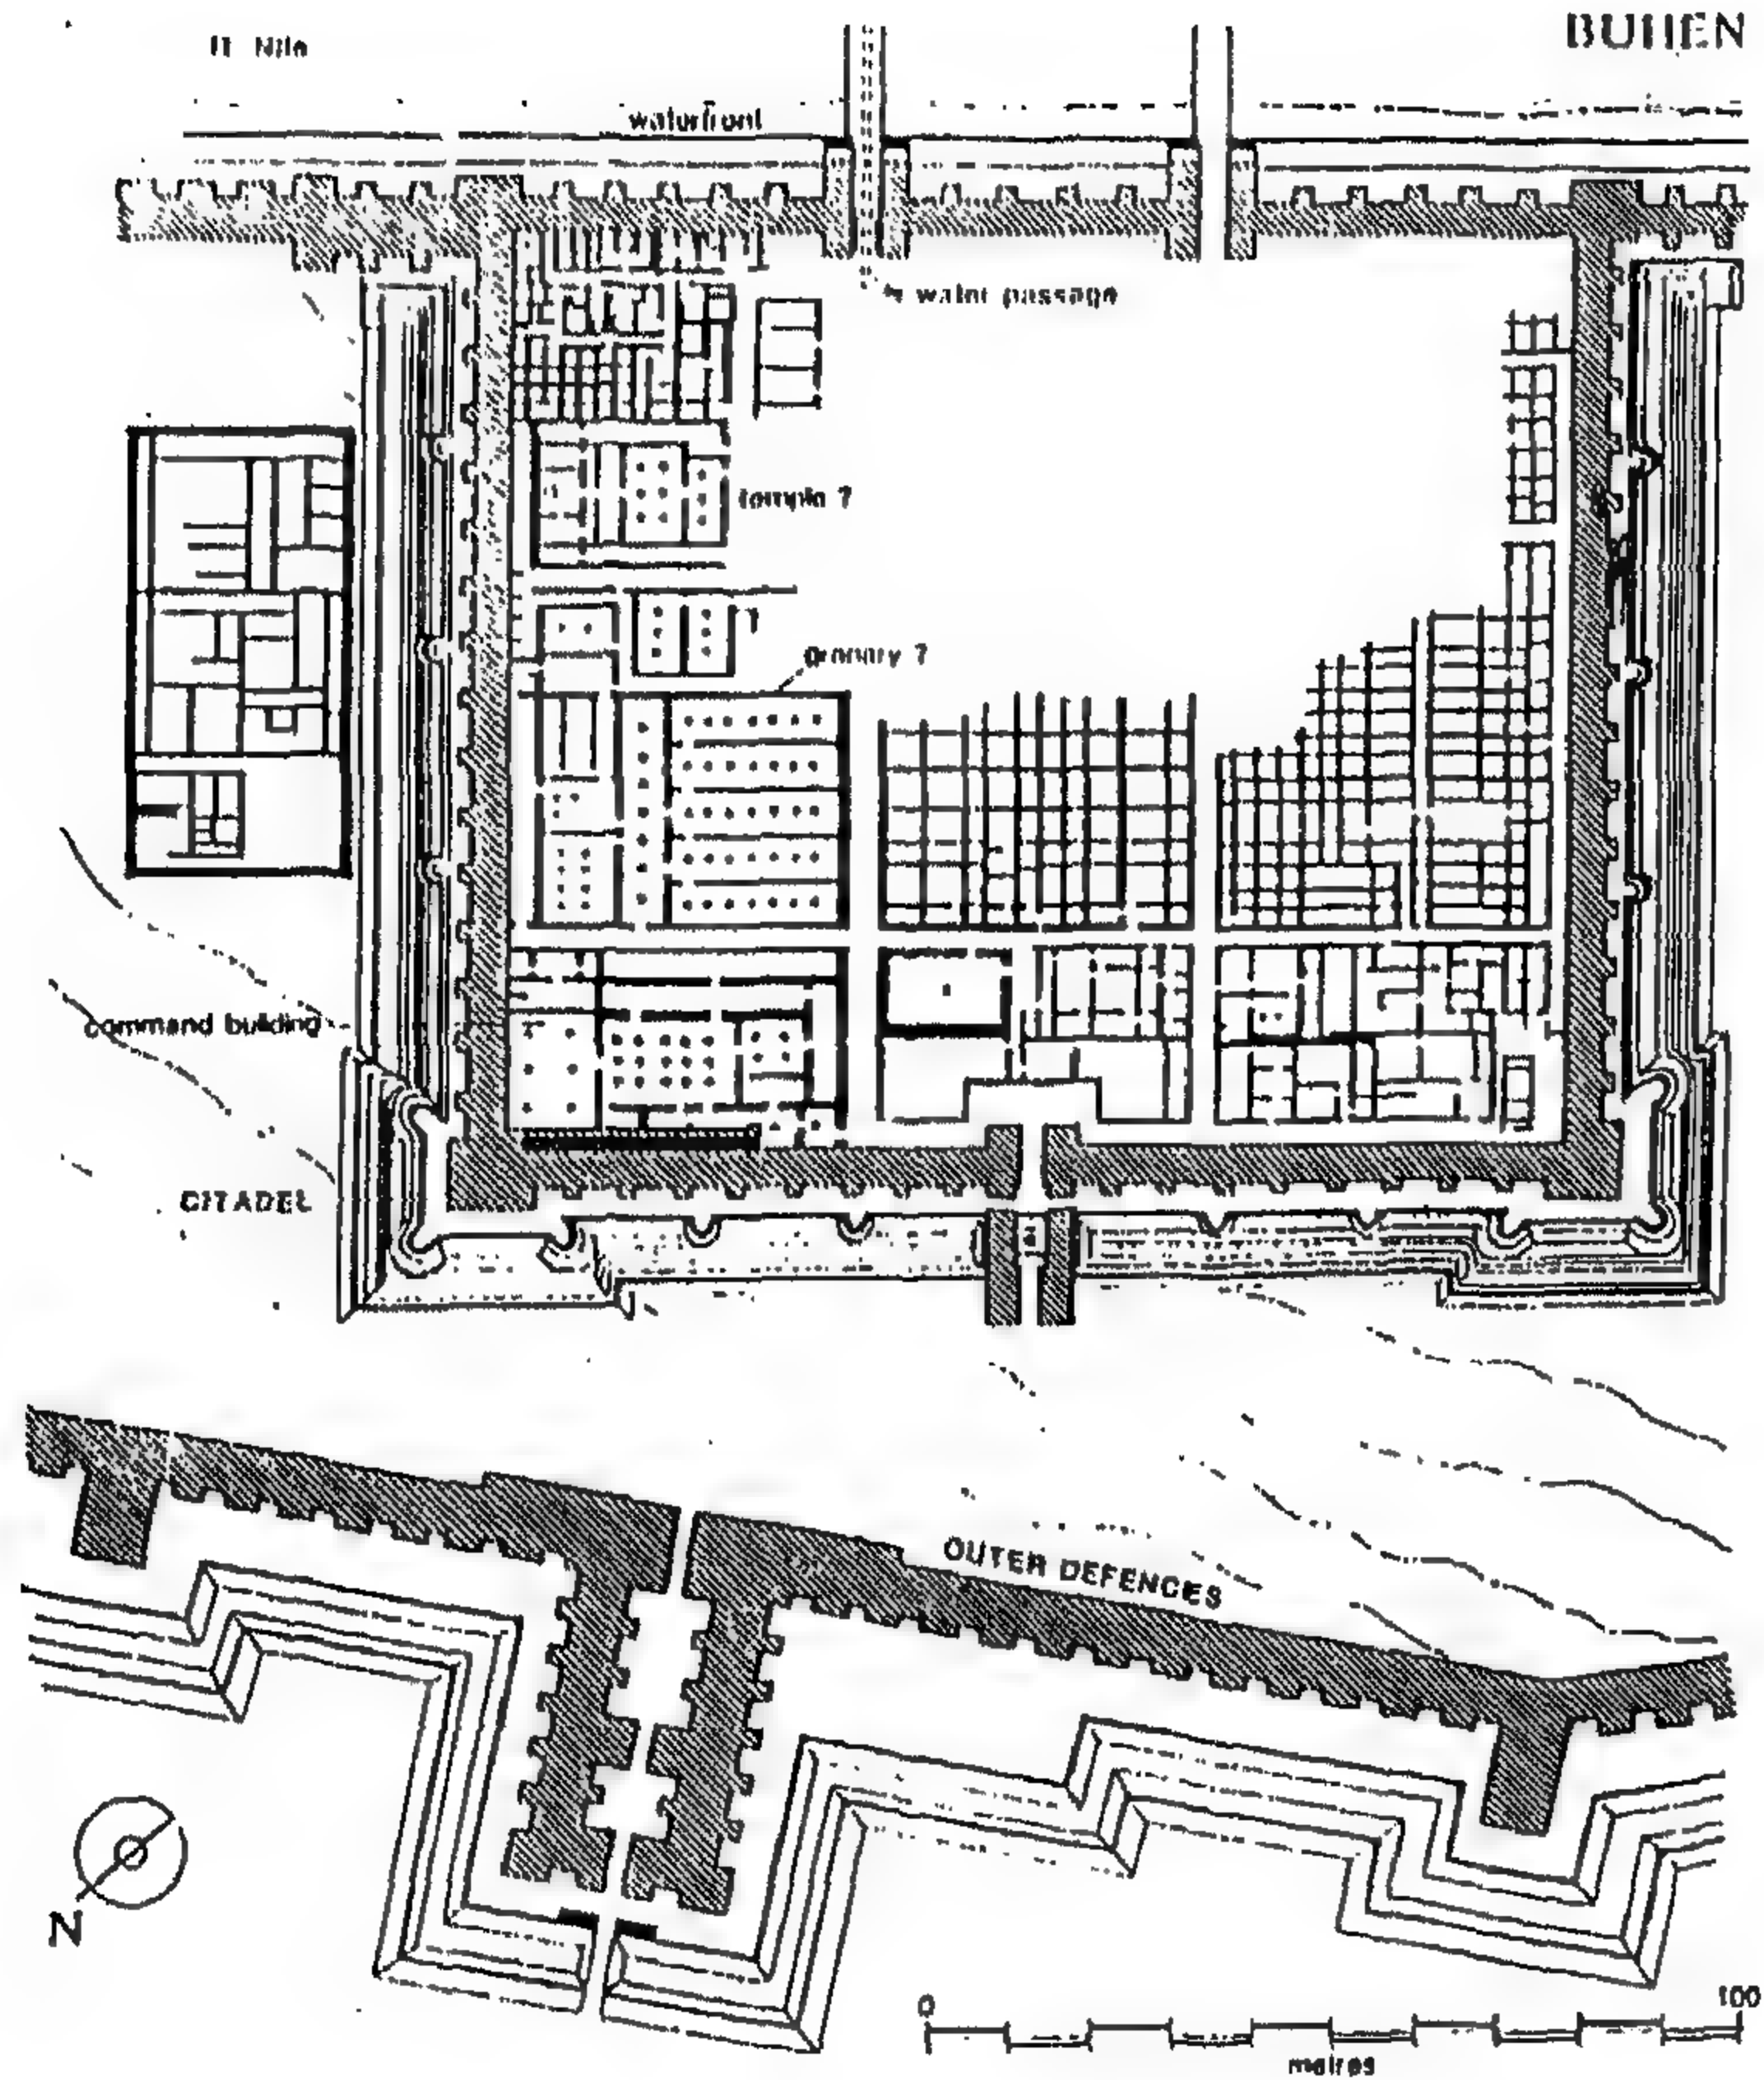 BUHEN
Nile
waterfront
water passage
temple ?
granary ?
command building
CITADEL
OUTER DEFENCES
N
0 100
metres